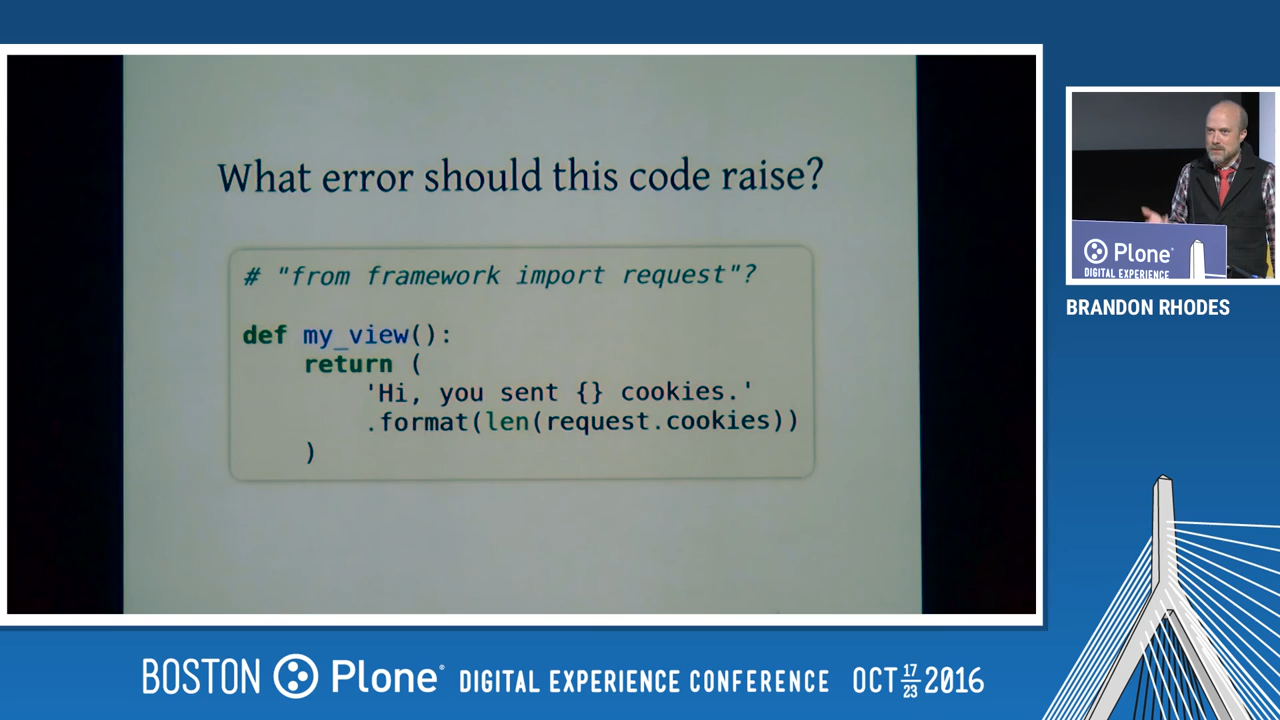 What error should this code raise?
# "from framework import request"?
def my_view():
return (
'Hi, you sent {} cookies.'
.format(len(request.cookies))
)
Plone
DIGITAL EXPERIENCE
BRANDON RHODES
BOSTON Plone® DIGITAL EXPERIENCE CONFERENCE OCT 17 23 2016